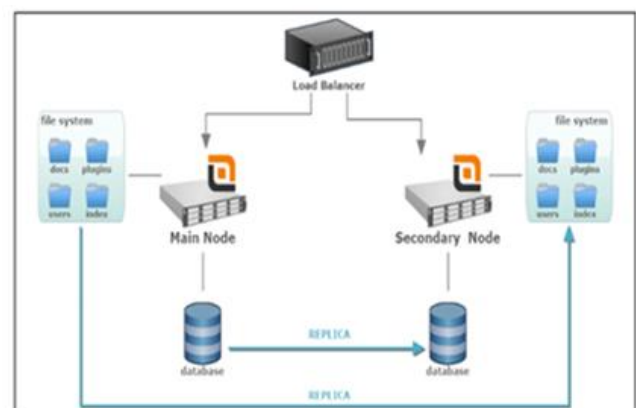 Load Balancer
file system
docs plugins
users index
file system
docs plugins
users index
Main Node
Secondary Node
REPLICA
database
database
REPLICA